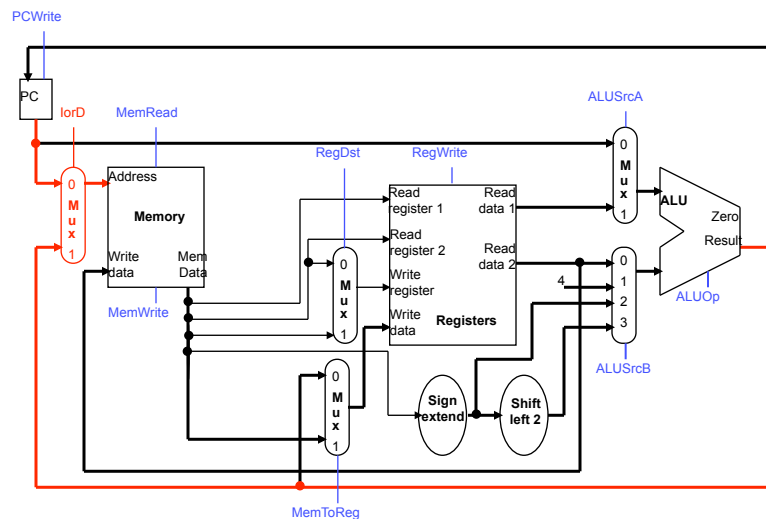 PCWrite
PC
IorD
MemRead
ALUSrcA
RegDst
RegWrite
0
M
u
x
1
Address
Memory
Write
data
Mem
Data
MemWrite
0
M
u
x
1
Read
register 1
Read
data 1
Read
register 2
Read
data 2
Write
register
Write
data
Registers
0
M
u
x
1
ALU
Zero
Result
ALUOp
4
0
1
2
3
ALUSrcB
0
M
u
x
1
MemToReg
Sign
extend
Shift
left 2